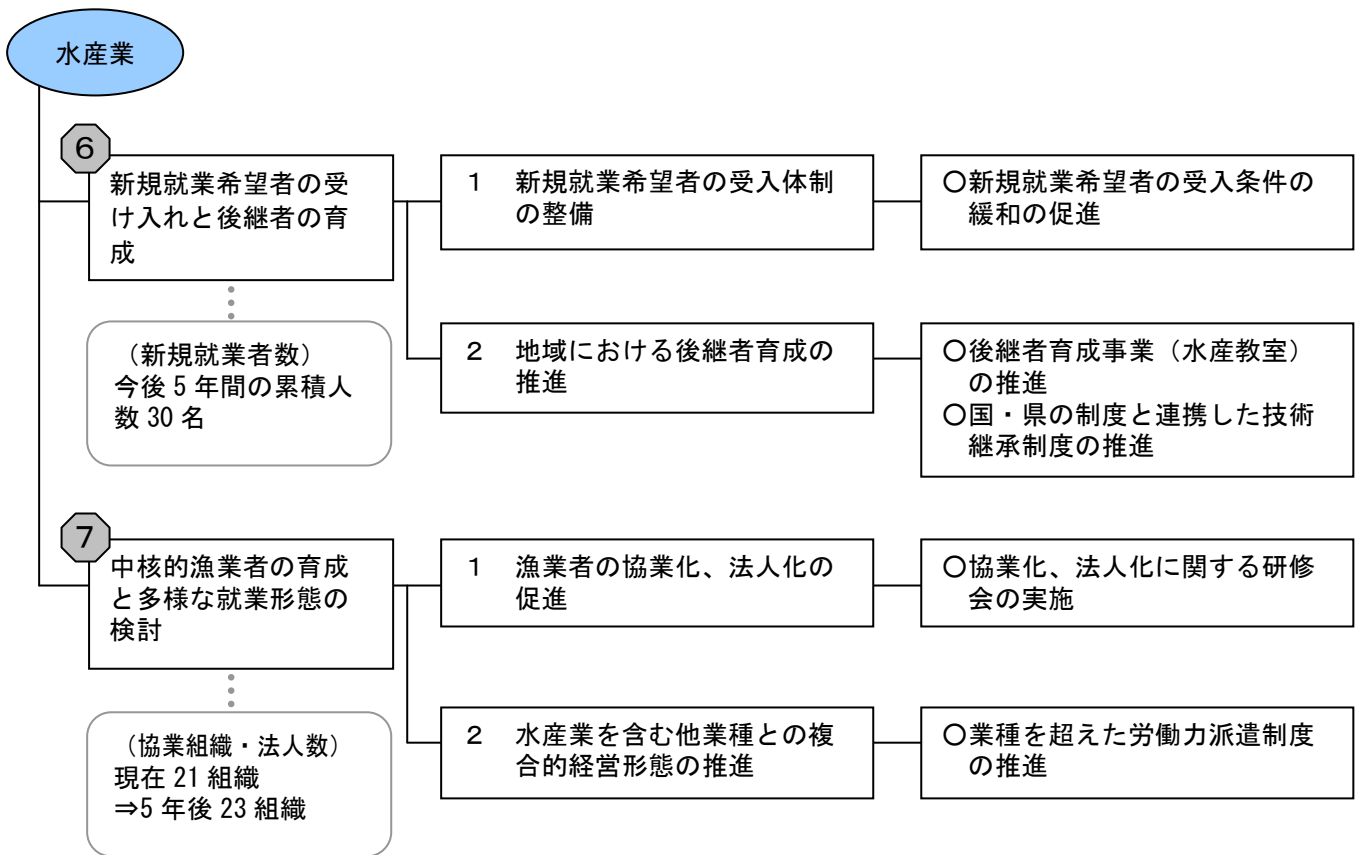 水産業
6
新規就業希望者の受
け入れと後継者の育
成
(新規就業者数)
今後 5 年間の累積人
数 30 名
1 新規就業希望者の受入体制
の整備
○新規就業希望者の受入条件の
緩和の促進
2 地域における後継者育成の
推進
○後継者育成事業(水産教室)
の推進
○国・県の制度と連携した技術
継承制度の推進
7
中核的漁業者の育成
と多様な就業形態の
検討
(協業組織・法人数)
現在 21 組織
⇒5 年後 23 組織
1 漁業者の協業化、法人化の
促進
○協業化、法人化に関する研修
会の実施
2 水産業を含む他業種との複
合的経営形態の推進
○業種を超えた労働力派遣制度
の推進